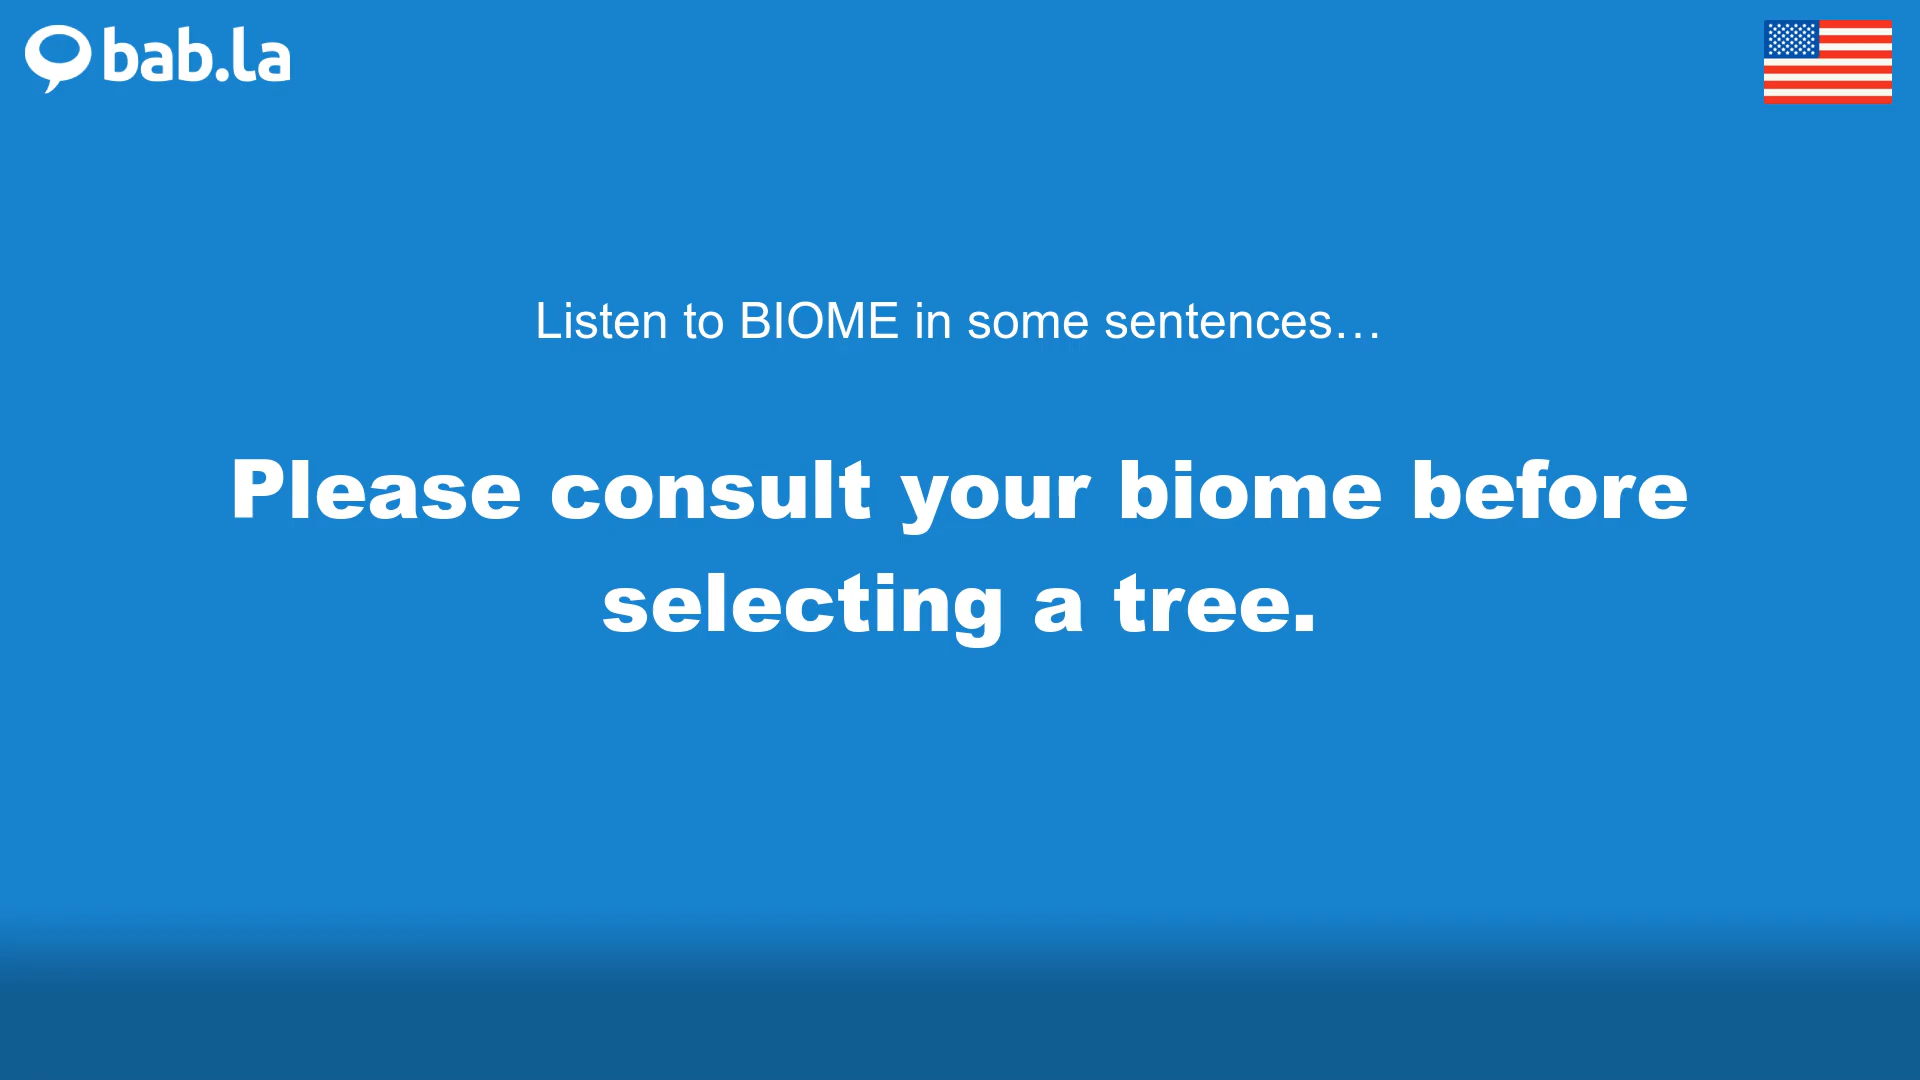 bab.la
Listen to BIOME in some sentences…
Please consult your biome before
selecting a tree.